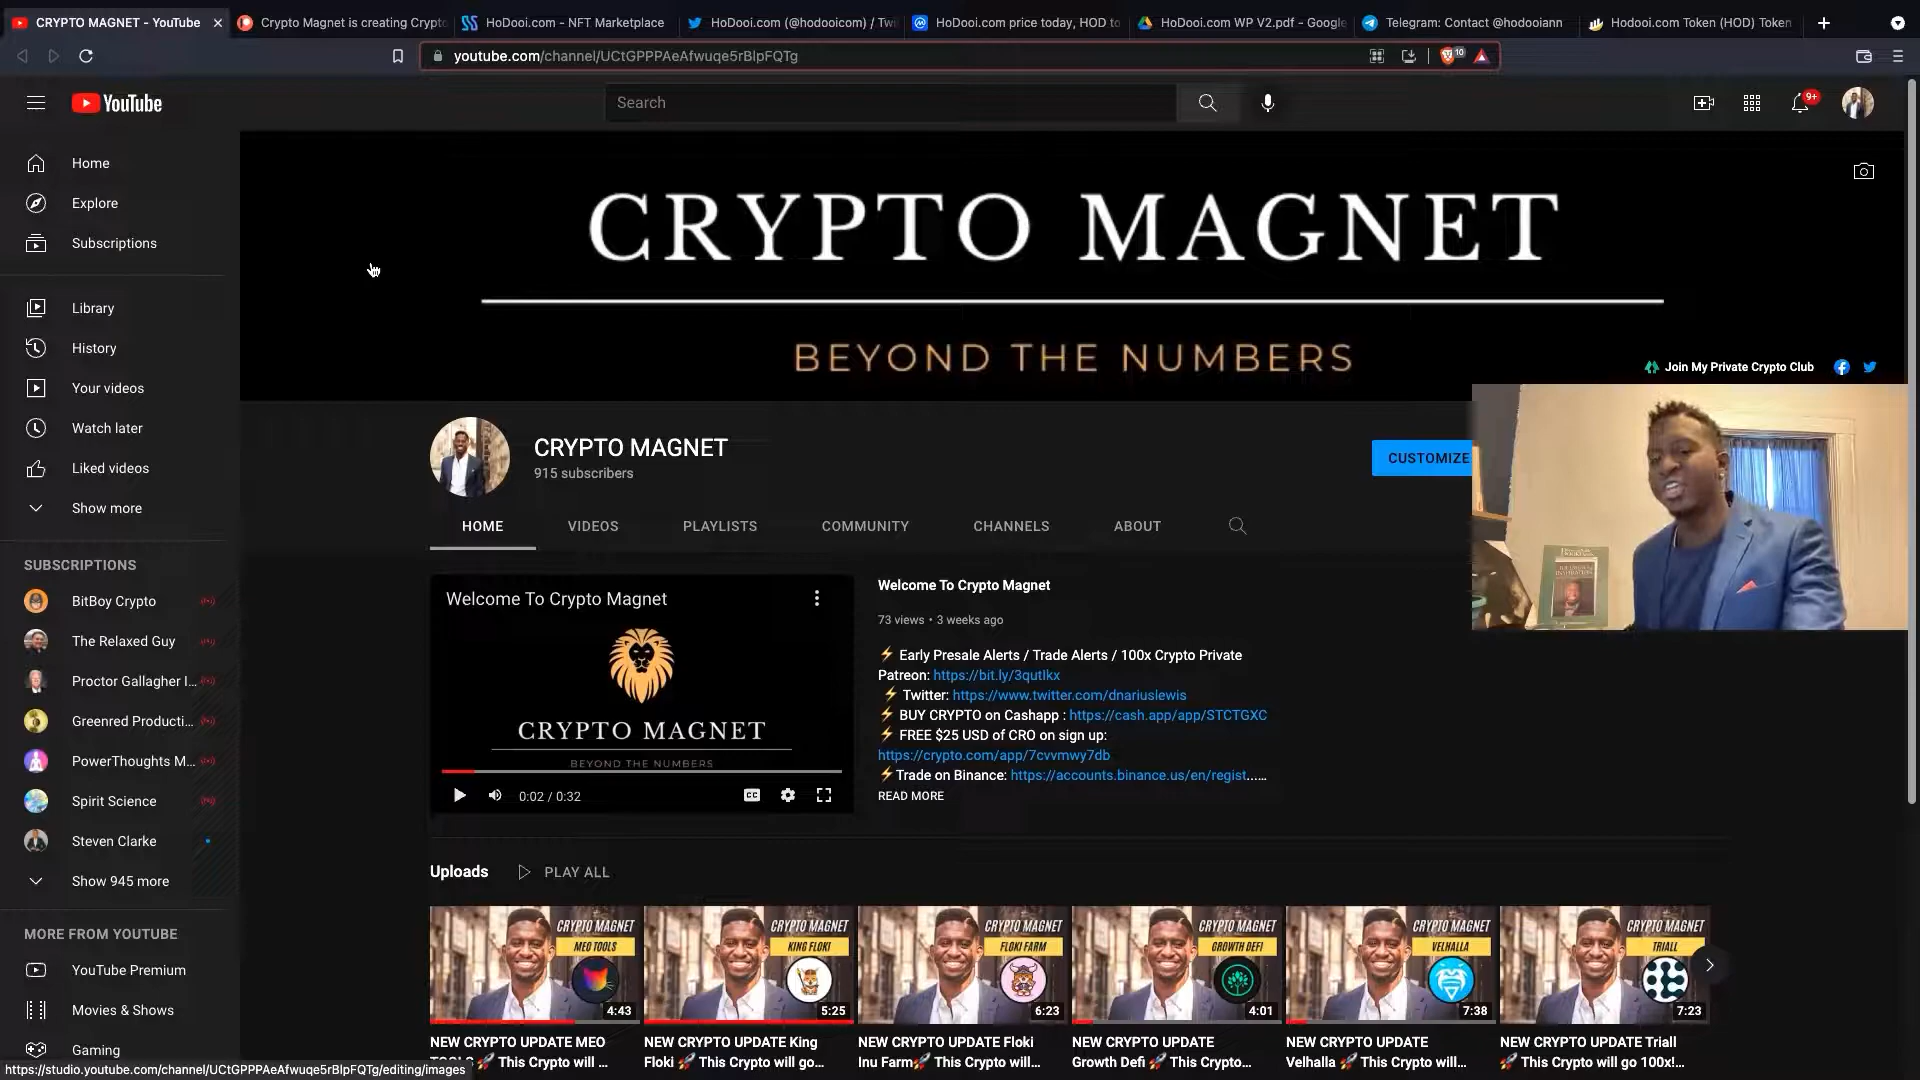 CRYPTO MAGNET - YouTube
Crypto Magnet is creating Crypto
HoDooi.com - NFT Marketplace
HoDooi.com (@hodooicom) / Twi
HoDooi.com price today, HOD to
HoDooi.com WP V2.pdf - Google
Telegram: Contact @hodooiann
Hodooi.com Token (HOD) Token
youtube.com/channel/UCtGPPPAeAfwuqe5rBlpFQTg
10
YouTube
Search
9+
Home
Explore
Subscriptions
Library
History
Your videos
Watch later
Liked videos
Show more
SUBSCRIPTIONS
BitBoy Crypto
The Relaxed Guy
Proctor Gallagher I...
Greenred Producti...
PowerThoughts M...
Spirit Science
Steven Clarke
Show 945 more
MORE FROM YOUTUBE
YouTube Premium
Movies & Shows
Gaming
CRYPTO MAGNET
BEYOND THE NUMBERS
Join My Private Crypto Club
CRYPTO MAGNET
915 subscribers
CUSTOMIZE
HOME VIDEOS PLAYLISTS COMMUNITY CHANNELS ABOUT
Welcome To Crypto Magnet
CRYPTO MAGNET
BEYOND THE NUMBERS
0:02 / 0:32
Welcome To Crypto Magnet
73 views • 3 weeks ago
⚡ Early Presale Alerts / Trade Alerts / 100x Crypto Private
Patreon: https://bit.ly/3qutIkx
⚡ Twitter: https://www.twitter.com/dnariuslewis
⚡ BUY CRYPTO on Cashapp : https://cash.app/app/STCTGXC
⚡ FREE $25 USD of CRO on sign up:
https://crypto.com/app/7cvvmwy7db
⚡Trade on Binance: https://accounts.binance.us/en/regist......
READ MORE
Uploads PLAY ALL
CRYPTO MAGNET
MEO TOOLS
4:43
NEW CRYPTO UPDATE MEO
TOOLS 🚀 This Crypto will ...
CRYPTO MAGNET
KING FLOKI
5:25
NEW CRYPTO UPDATE King
Floki 🚀 This Crypto will go...
CRYPTO MAGNET
FLOKI FARM
6:23
NEW CRYPTO UPDATE Floki
Inu Farm🚀 This Crypto will...
CRYPTO MAGNET
GROWTH DEFI
4:01
NEW CRYPTO UPDATE
Growth Defi 🚀 This Crypto...
CRYPTO MAGNET
VELHALLA
7:38
NEW CRYPTO UPDATE
Velhalla 🚀 This Crypto will...
CRYPTO MAGNET
TRIALL
7:23
NEW CRYPTO UPDATE Triall
🚀 This Crypto will go 100x!...
https://studio.youtube.com/channel/UCtGPPPAeAfwuqe5rBlpFQTg/editing/images